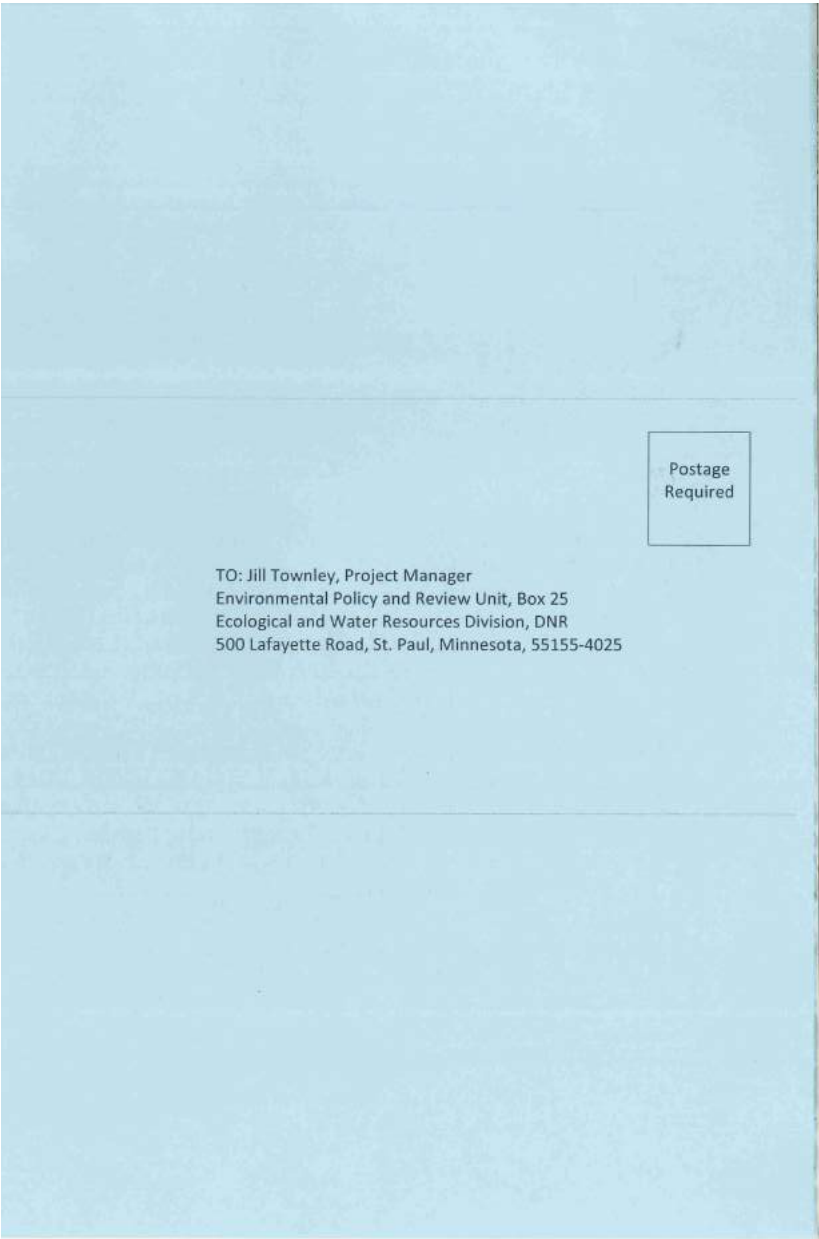 Postage
Required
TO: Jill Townley, Project Manager
Environmental Policy and Review Unit, Box 25
Ecological and Water Resources Division, DNR
500 Lafayette Road, St. Paul, Minnesota, 55155-4025